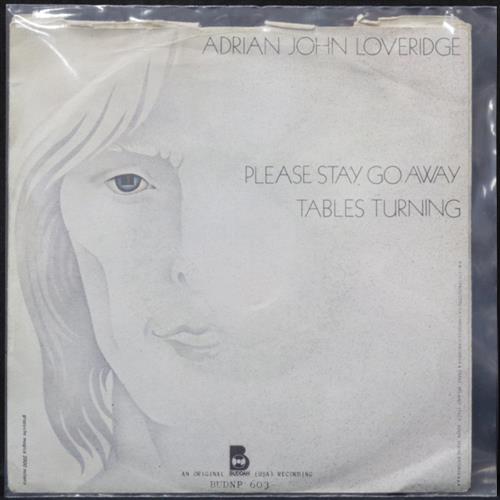 ADRIAN JOHN LOVERIDGE
PLEASE STAY, GO AWAY
TABLES TURNING
B
BUDDAH
AN ORIGINAL (USA) RECORDING
BUDNP 603